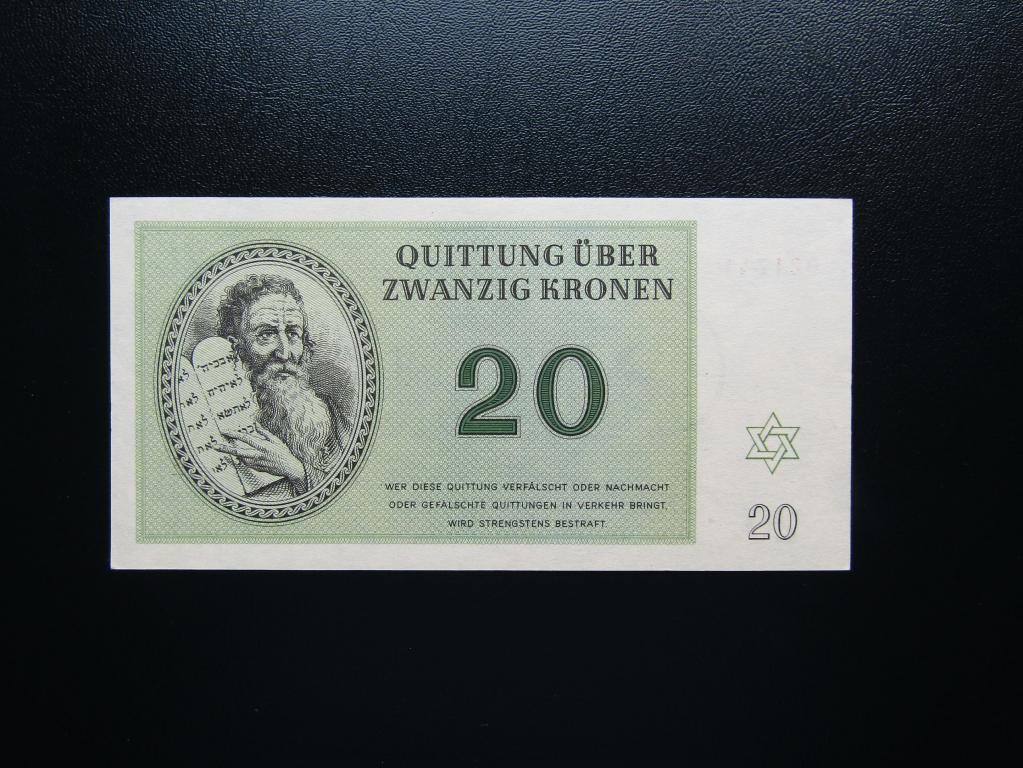 QUITTUNG ÜBER
ZWANZIG KRONEN
20
WER DIESE QUITTUNG VERFÄLSCHT ODER NACHMACHT
ODER GEFÄLSCHTE QUITTUNGEN IN VERKEHR BRINGT,
WIRD STRENGSTENS BESTRAFT
20